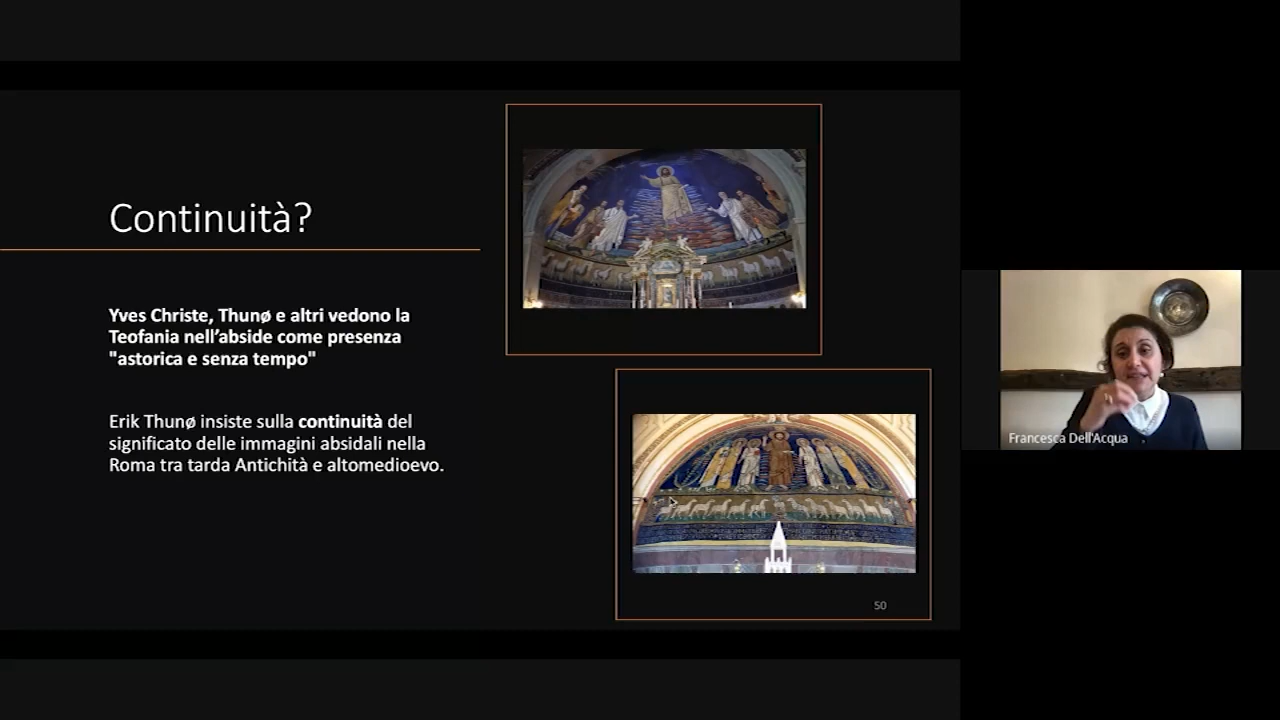 Continuità?
Yves Christe, Thunø e altri vedono la
Teofania nell'abside come presenza
"astorica e senza tempo"
Erik Thunø insiste sulla continuità del
significato delle immagini absidali nella
Roma tra tarda Antichità e altomedioevo.
50
Francesca Dell'Acqua